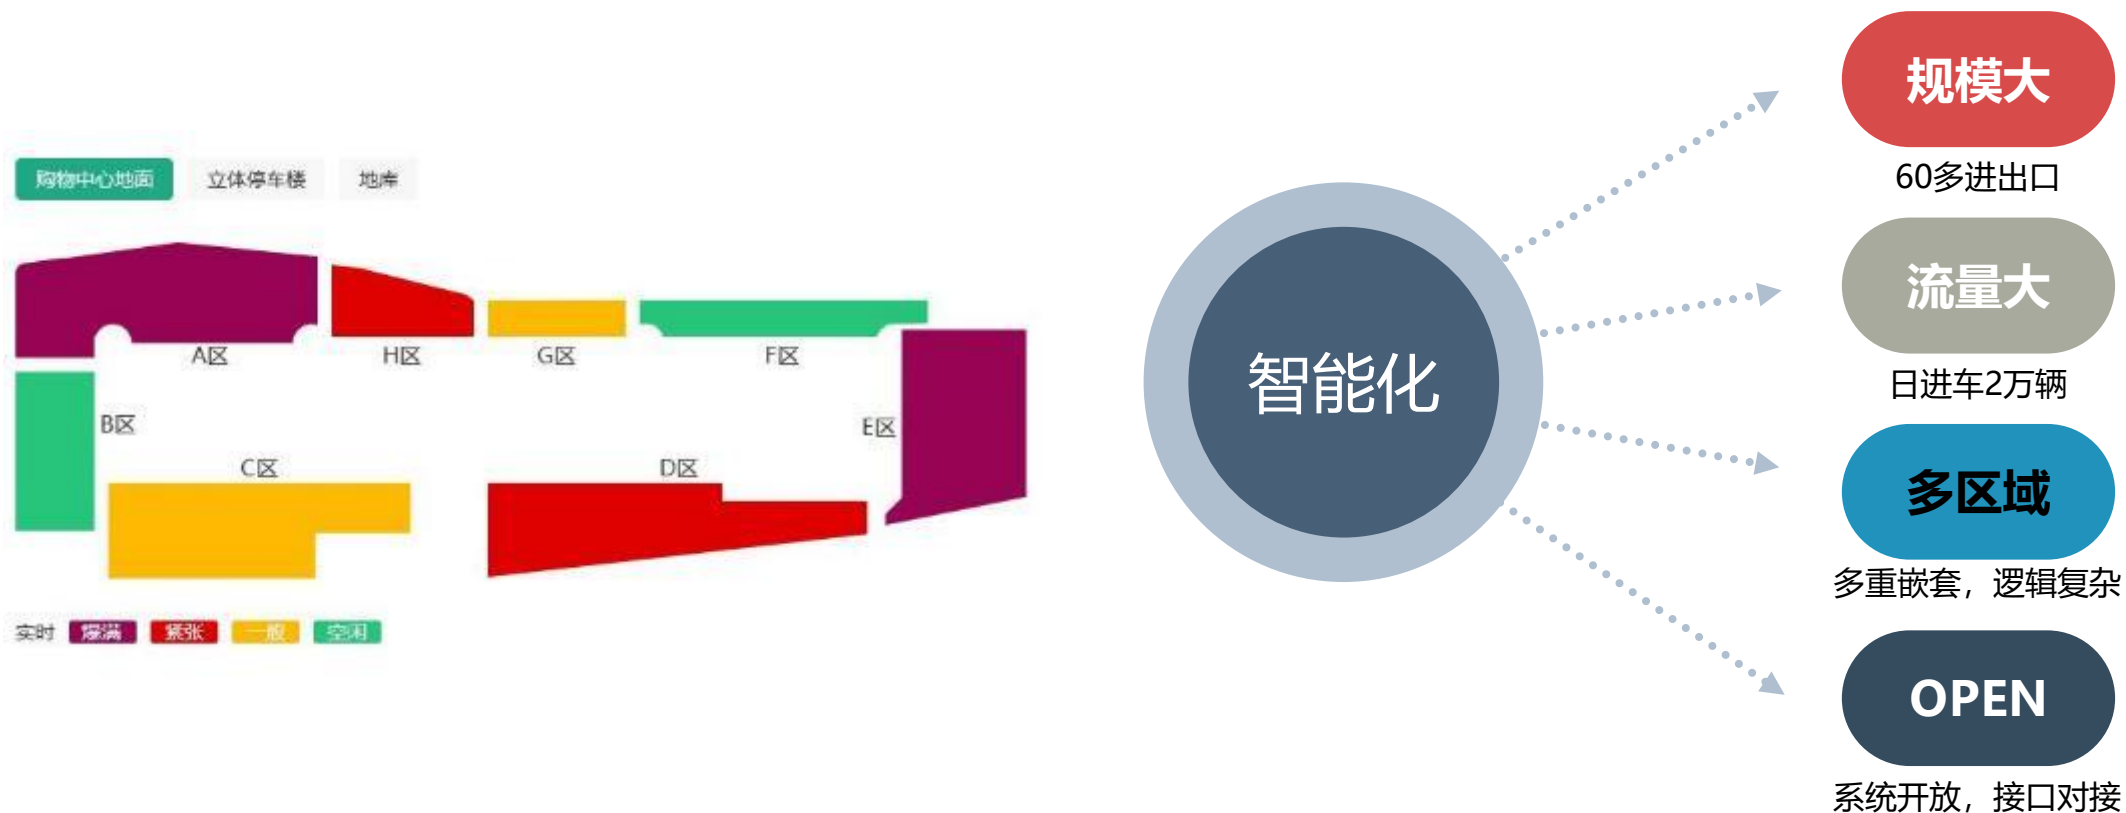 购物中心地面 立体停车楼 地库
A区 H区 G区 F区
B区 E区
C区 D区
实时 爆满 紧张 一般 空闲
智能化
规模大
60多进出口
流量大
日进车2万辆
多区域
多重嵌套，逻辑复杂
OPEN
系统开放，接口对接